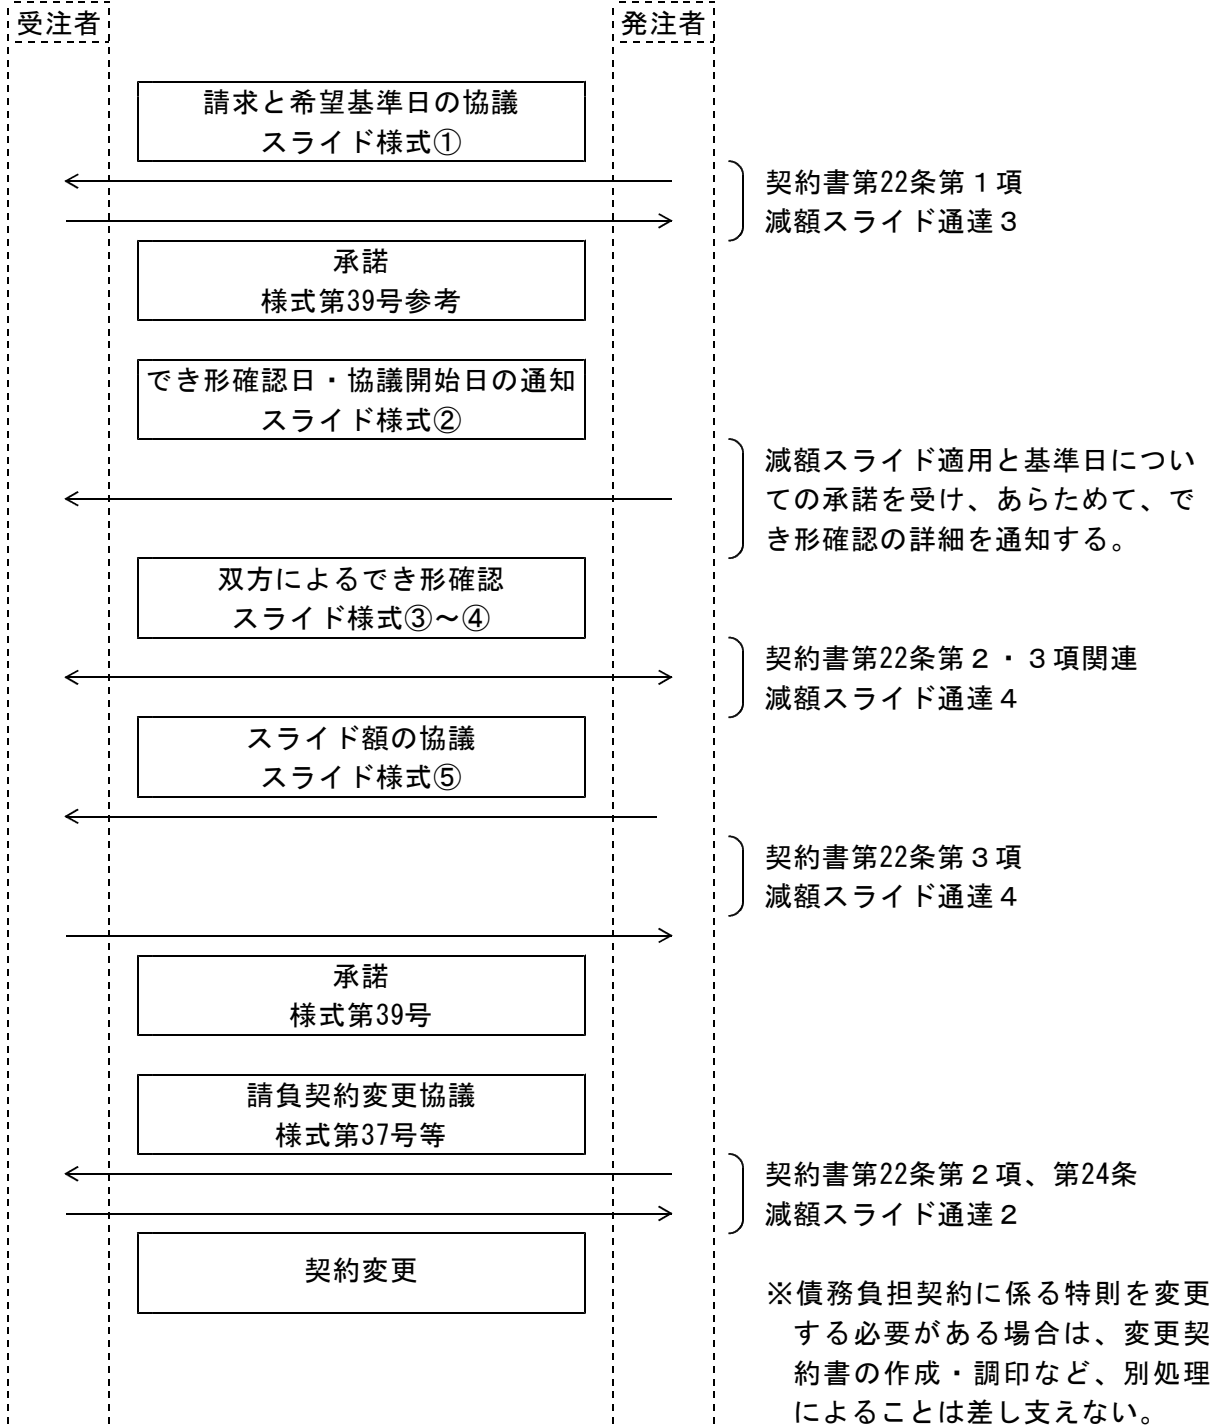 受注者
発注者
請求と希望基準日の協議
スライド様式①
契約書第22条第１項
減額スライド通達３
承諾
様式第39号参考
でき形確認日・協議開始日の通知
スライド様式②
減額スライド適用と基準日につい
ての承諾を受け、あらためて、で
き形確認の詳細を通知する。
双方によるでき形確認
スライド様式③～④
契約書第22条第２・３項関連
減額スライド通達４
スライド額の協議
スライド様式⑤
契約書第22条第３項
減額スライド通達４
承諾
様式第39号
請負契約変更協議
様式第37号等
契約書第22条第２項、第24条
減額スライド通達２
契約変更
※債務負担契約に係る特則を変更
する必要がある場合は、変更契
約書の作成・調印など、別処理
によることは差し支えない。